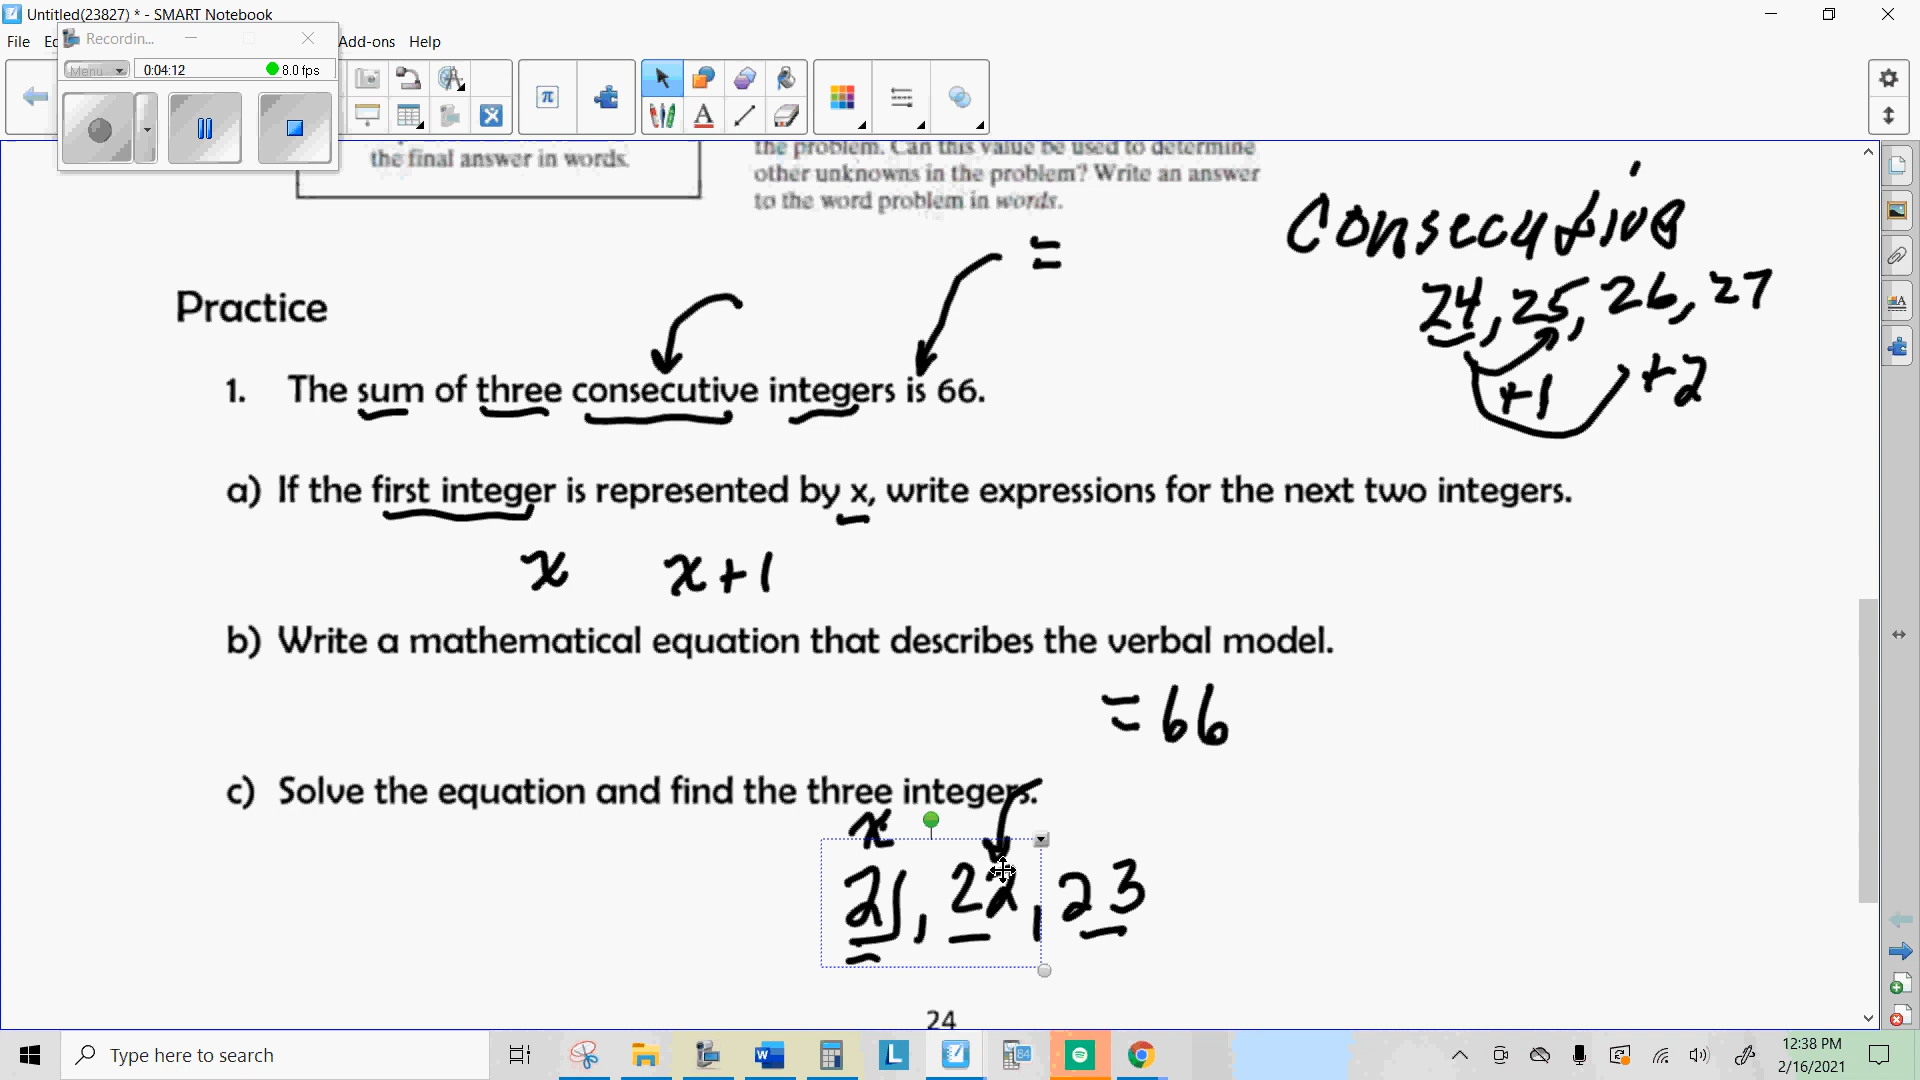 Untitled(23827) * - SMART Notebook
File
Recordin...
Add-ons
Help
Menu
0:04:12
8.0 fps
the final answer in words.
the problem. Can this value be used to determine
other unknowns in the problem? Write an answer
to the word problem in words.
Consecutive
24, 25, 26, 27
+1
+2
=
Practice
1. The sum of three consecutive integers is 66.
a) If the first integer is represented by x, write expressions for the next two integers.
x x+1
b) Write a mathematical equation that describes the verbal model.
= 66
c) Solve the equation and find the three integers.
x
21, 22, 23
24
Type here to search
12:38 PM
2/16/2021